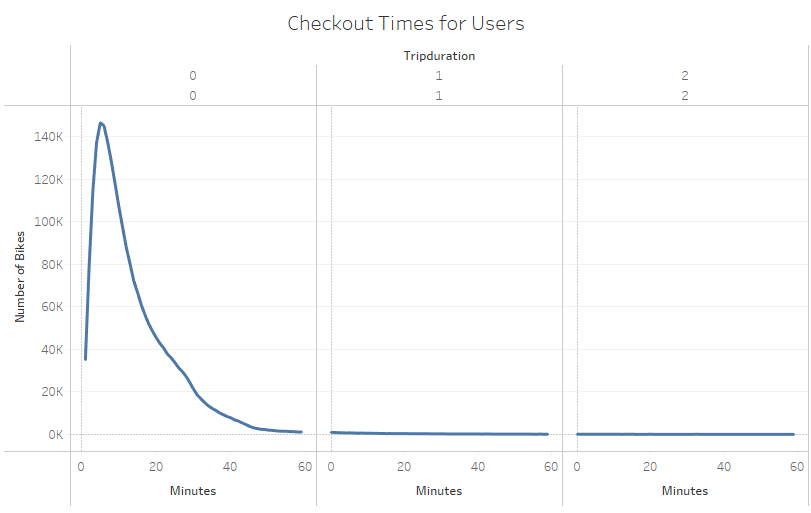 Checkout Times for Users
Tripduration
0 1 2
0 1 2
Number of Bikes
140K
120K
100K
80K
60K
40K
20K
0K
0 20 40 60 0 20 40 60 0 20 40 60
Minutes Minutes Minutes